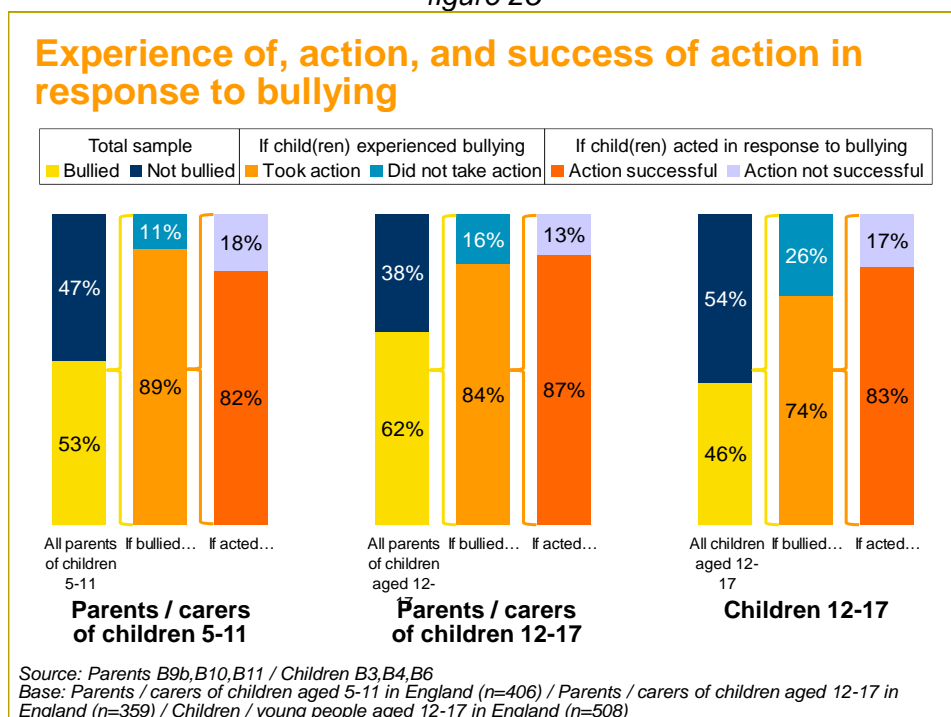 figure 28
Experience of, action, and success of action in
response to bullying
Total sample
If child(ren) experienced bullying
If child(ren) acted in response to bullying
Bullied Not bullied Took action Did not take action Action successful Action not successful
47%
53%
11%
89%
18%
82%
38%
62%
16%
84%
13%
87%
54%
46%
26%
74%
17%
83%
All parents
of children
5-11
If bullied…
If acted…
All parents
of children
aged 12-
17
If bullied…
If acted…
All children
aged 12-
17
If bullied…
If acted…
Parents / carers
of children 5-11
Parents / carers
of children 12-17
Children 12-17
Source: Parents B9b,B10,B11 / Children B3,B4,B6
Base: Parents / carers of children aged 5-11 in England (n=406) / Parents / carers of children aged 12-17 in
England (n=359) / Children / young people aged 12-17 in England (n=508)